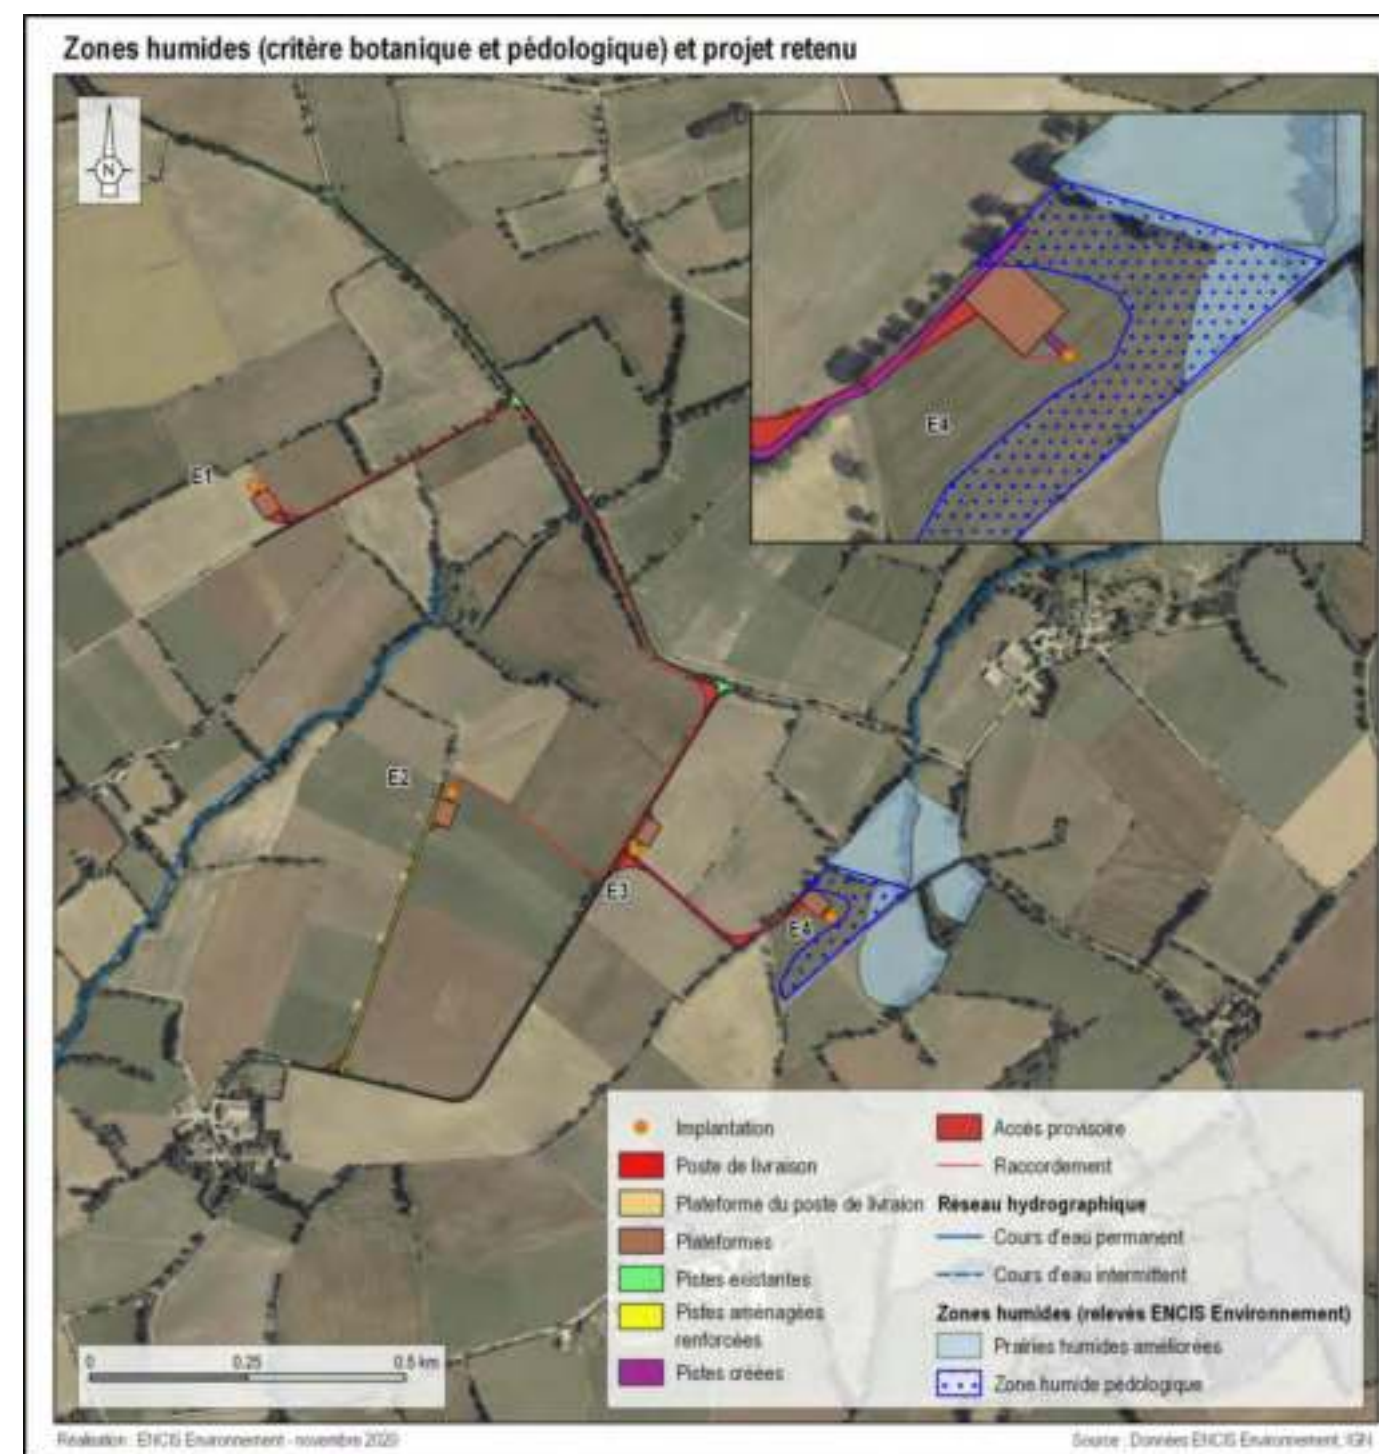 Zones humides (critère botanique et pédologique) et projet retenu
N
E4
E1
E2
E3
E4
Implantation
Poste de livraison
Plateforme du poste de livraion
Plateformes
Pistes existantes
Pistes aménagées
renforcées
Pistes créées
Accès provisoire
Raccordement
Réseau hydrographique
Cours d'eau permanent
Cours d'eau intermittent
Zones humides (relevés ENCIS Environnement)
Prairies humides améliorées
Zone humide pédologique
0 0.25 0.5 km
Réalisation : ENCIS Environnement - novembre 2020
Source : Données ENCIS Environnement, IGN